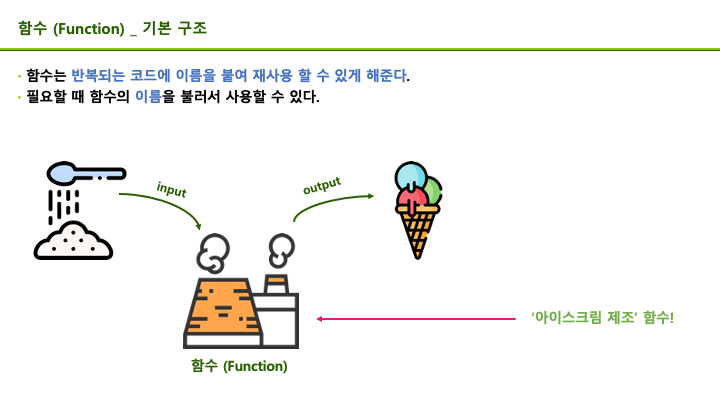 함수 (Function) _ 기본 구조
· 함수는 반복되는 코드에 이름을 붙여 재사용 할 수 있게 해준다.
· 필요할 때 함수의 이름을 불러서 사용할 수 있다.
input
output
‘아이스크림 제조’ 함수!
함수 (Function)